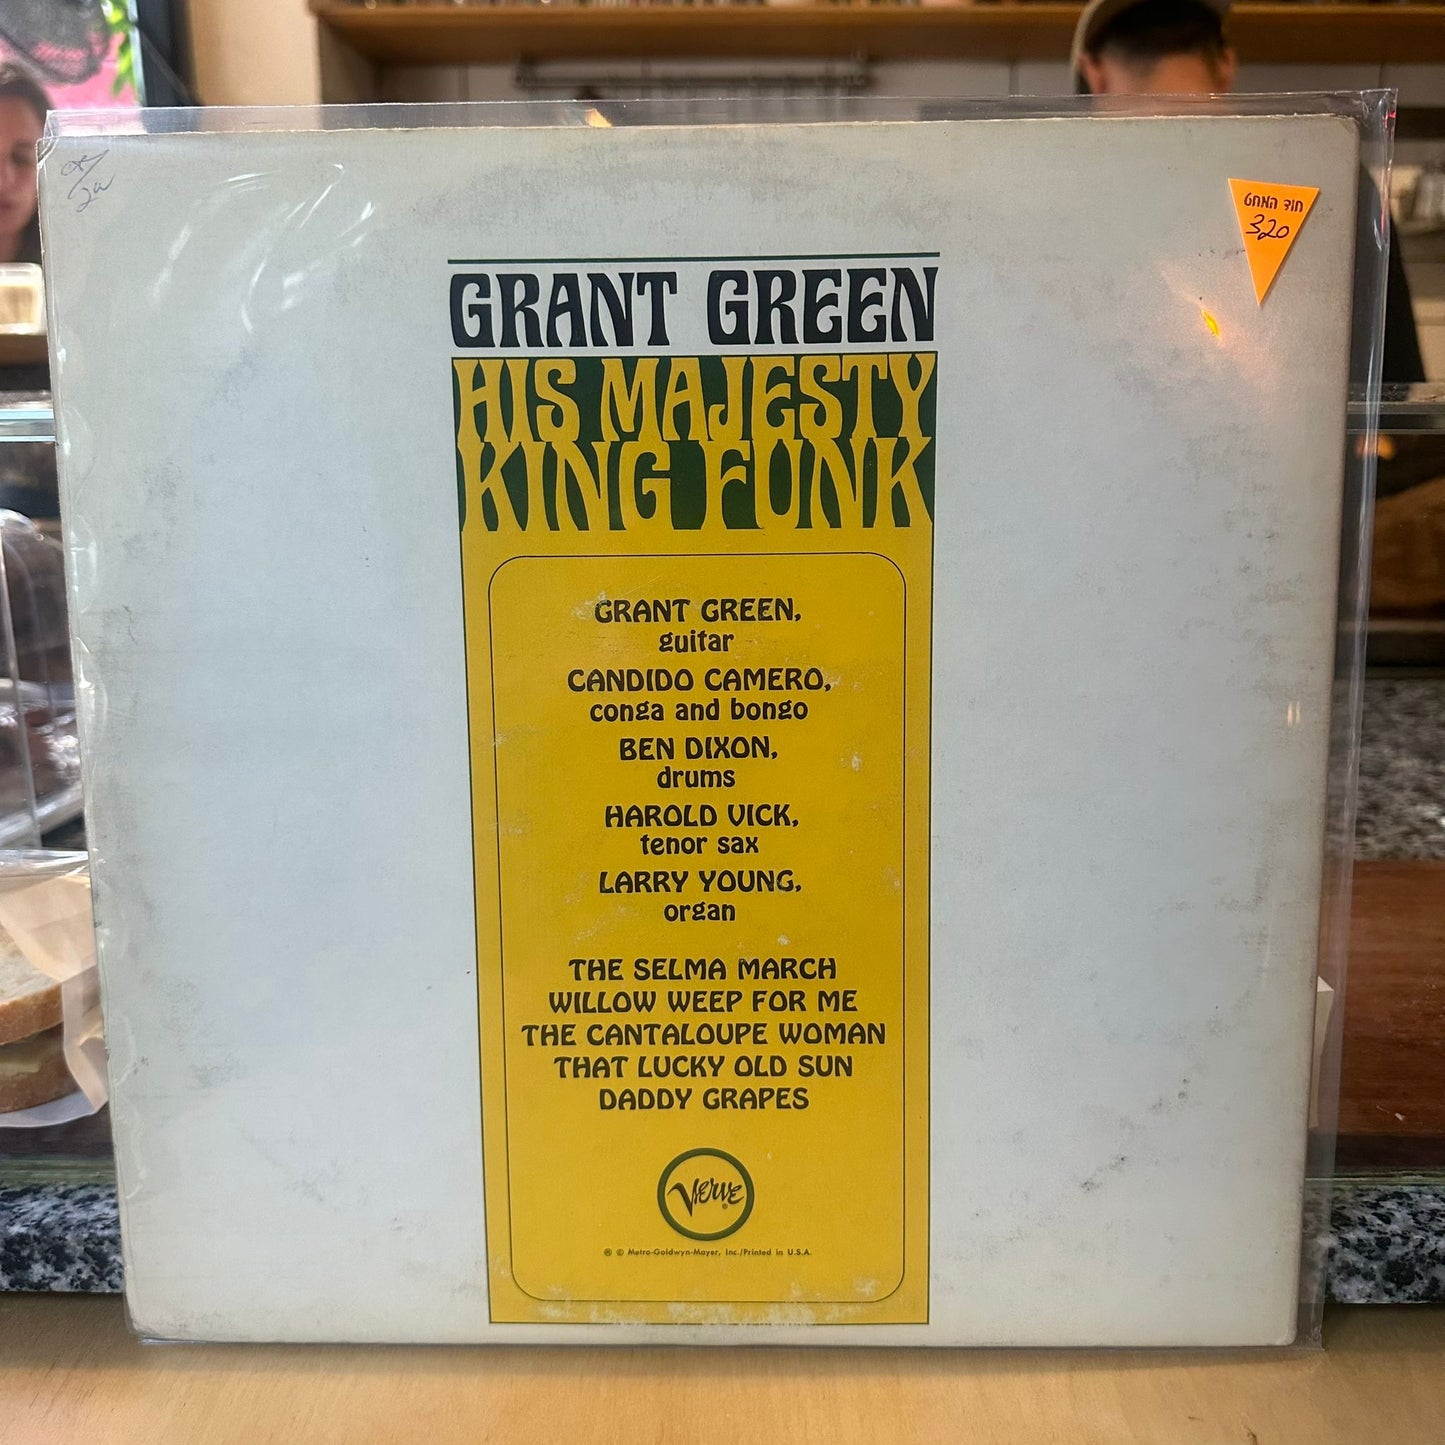 חוד המחט
320
GRANT GREEN
HIS MAJESTY
KING FUNK
GRANT GREEN,
guitar
CANDIDO CAMERO,
conga and bongo
BEN DIXON,
drums
HAROLD VICK,
tenor sax
LARRY YOUNG,
organ
THE SELMA MARCH
WILLOW WEEP FOR ME
THE CANTALOUPE WOMAN
THAT LUCKY OLD SUN
DADDY GRAPES
Verve
®
℗ © Metro-Goldwyn-Mayer, Inc./Printed in U.S.A.